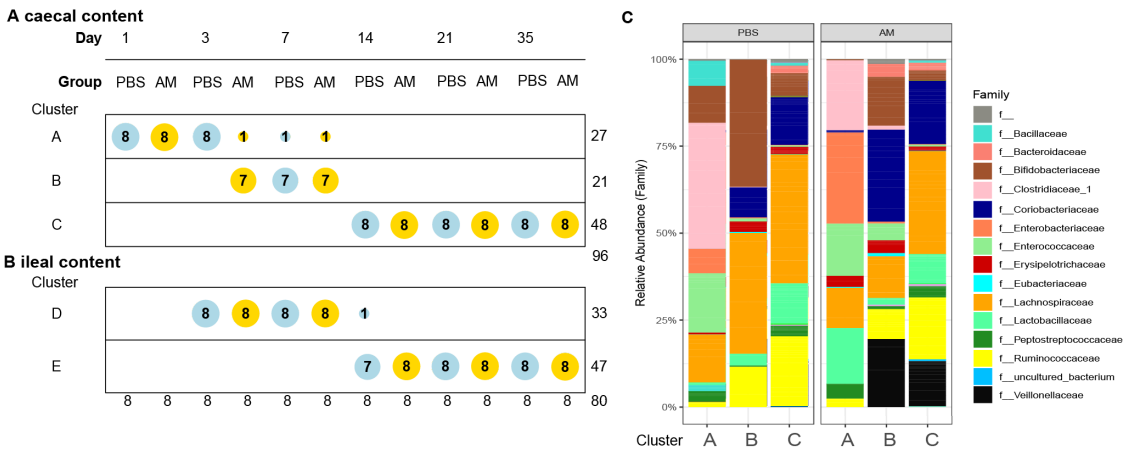 A caecal content
Day 1 3 7 14 21 35
Group PBS AM PBS AM PBS AM PBS AM PBS AM PBS AM
Cluster
A 8 8 8 1 1 1 27
B 7 7 7 21
C 8 8 8 8 8 8 48
96
B ileal content
Cluster
D 8 8 8 8 1 33
E 7 8 8 8 8 8 47
8 8 8 8 8 8 8 8 8 8 8 8 80
C
PBS AM
100%
75%
50%
25%
0%
Relative Abundance (Family)
Cluster A B C A B C
Family
f__
f__Bacillaceae
f__Bacteroidaceae
f__Bifidobacteriaceae
f__Clostridiaceae_1
f__Coriobacteriaceae
f__Enterobacteriaceae
f__Enterococcaceae
f__Erysipelotrichaceae
f__Eubacteriaceae
f__Lachnospiraceae
f__Lactobacillaceae
f__Peptostreptococcaceae
f__Ruminococcaceae
f__uncultured_bacterium
f__Veillonellaceae